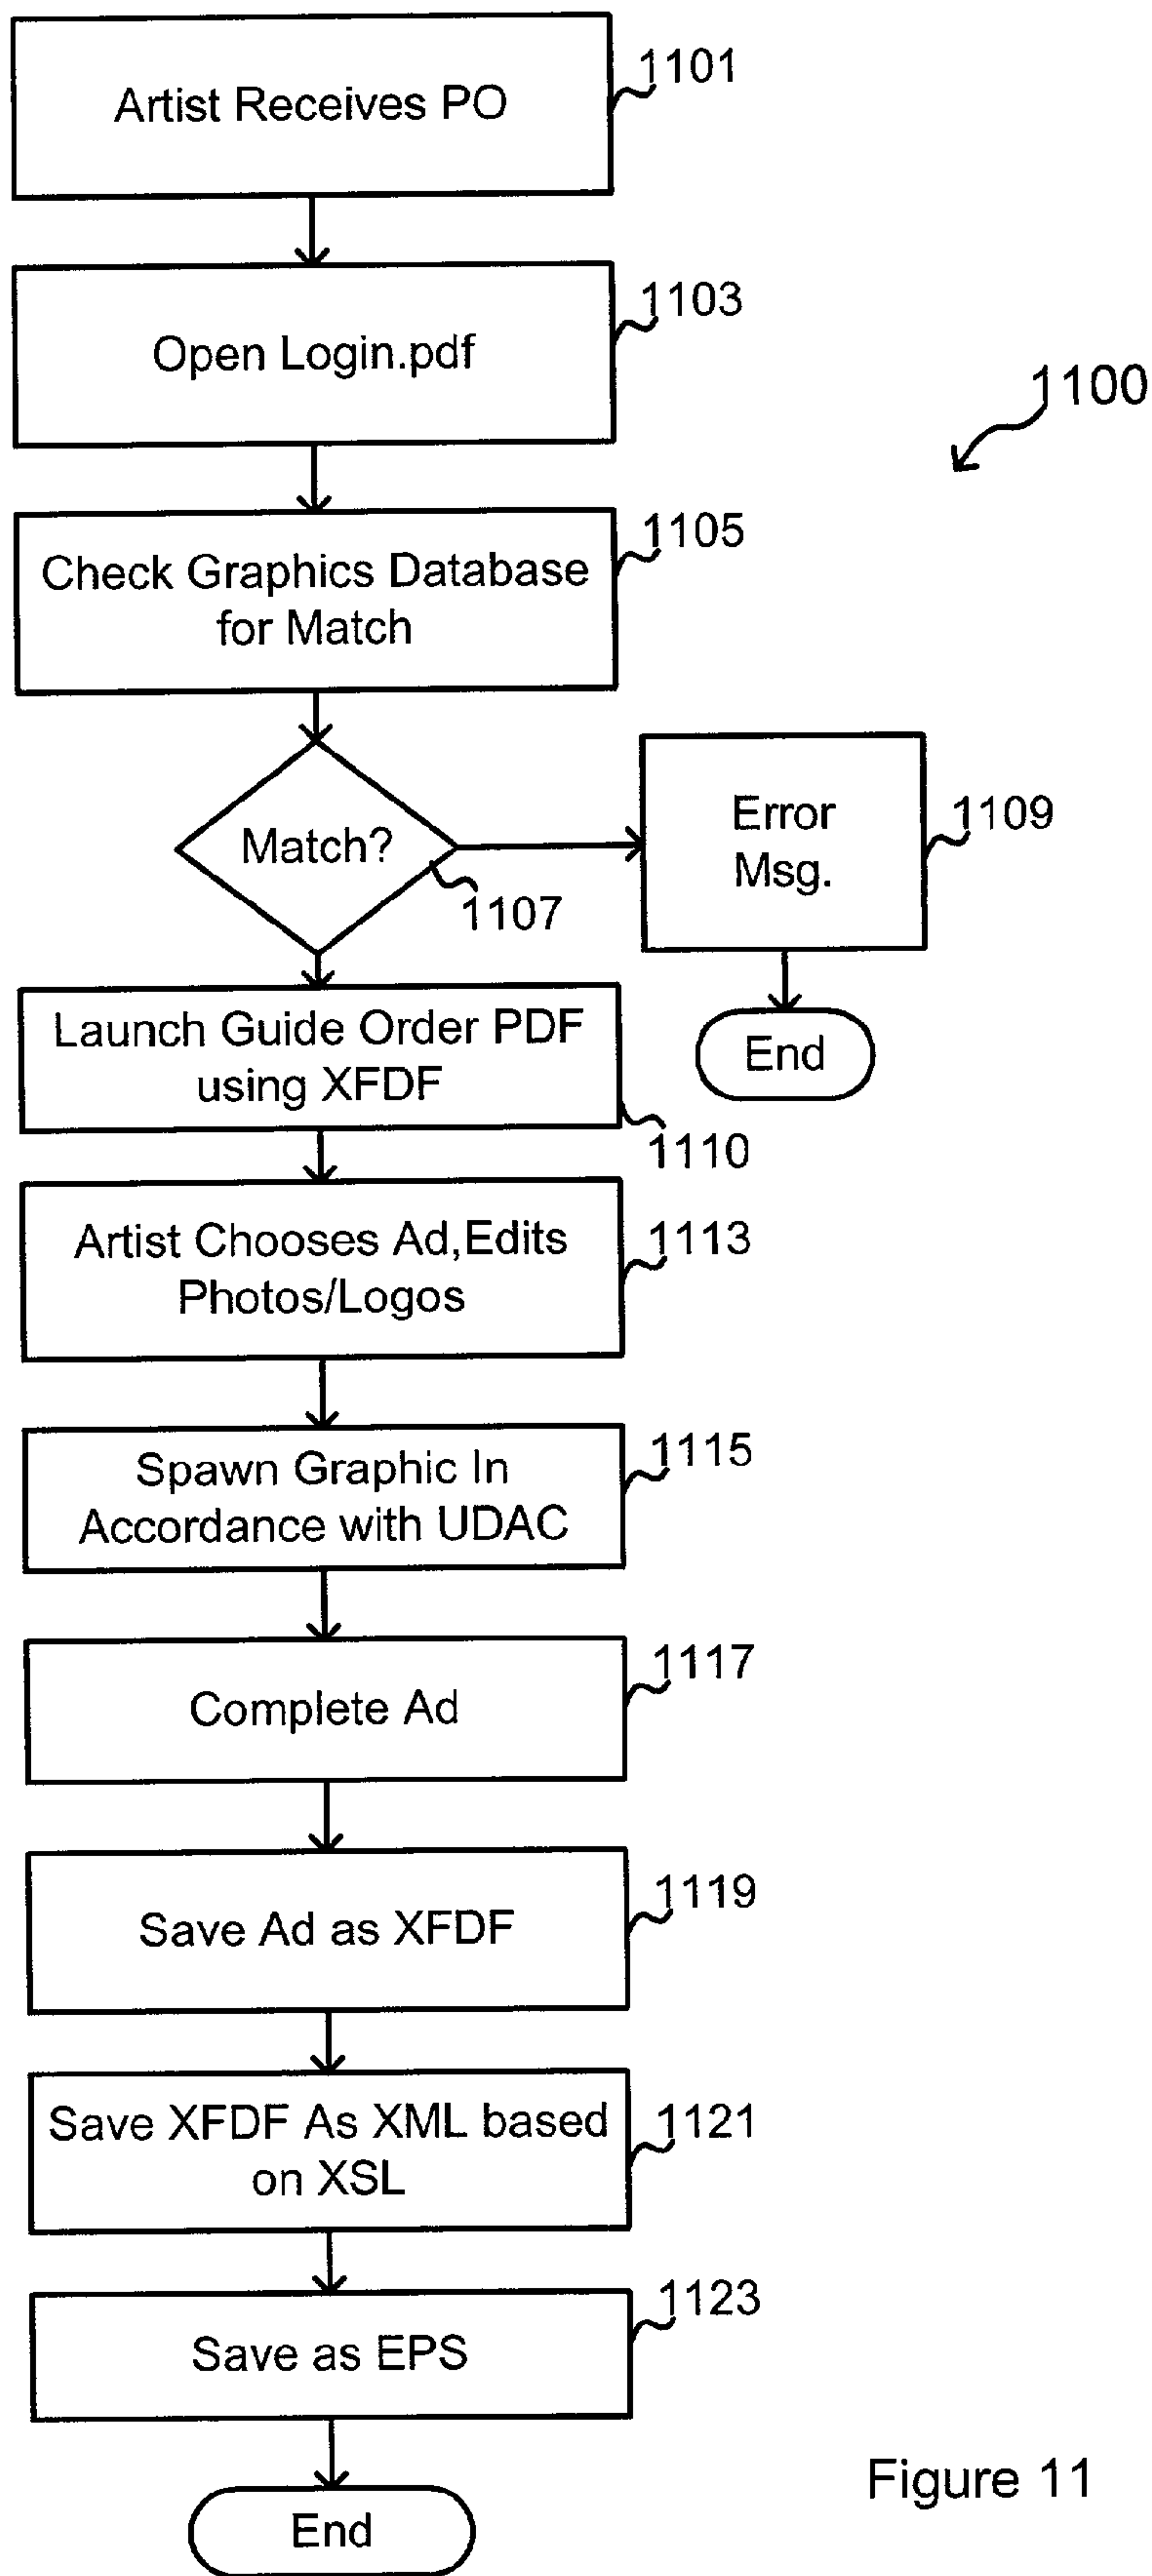 Artist Receives PO
1101
Open Login.pdf
1103
1100
Check Graphics Database
for Match
1105
Match?
1107
Error
Msg.
1109
End
Launch Guide Order PDF
using XFDF
1110
Artist Chooses Ad,Edits
Photos/Logos
1113
Spawn Graphic In
Accordance with UDAC
1115
Complete Ad
1117
Save Ad as XFDF
1119
Save XFDF As XML based
on XSL
1121
Save as EPS
1123
End
Figure 11